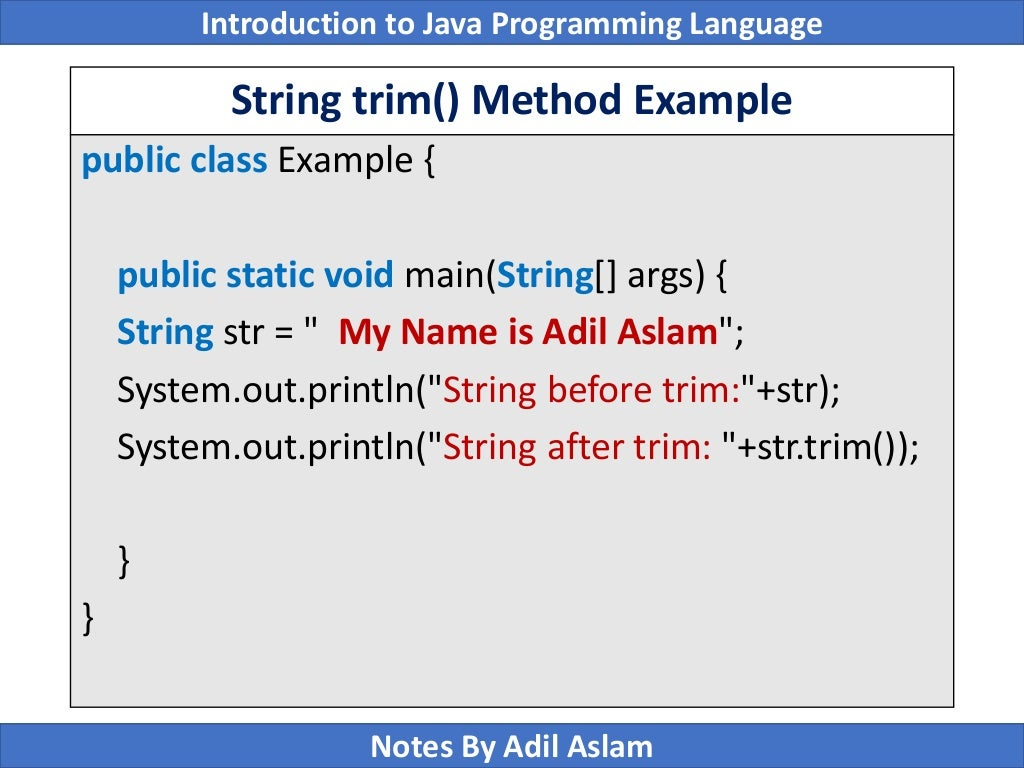 Introduction to Java Programming Language
String trim() Method Example
public class Example {
public static void main(String[] args) {
String str = "  My Name is Adil Aslam";
System.out.println("String before trim:"+str);
System.out.println("String after trim: "+str.trim());
}
}
Notes By Adil Aslam